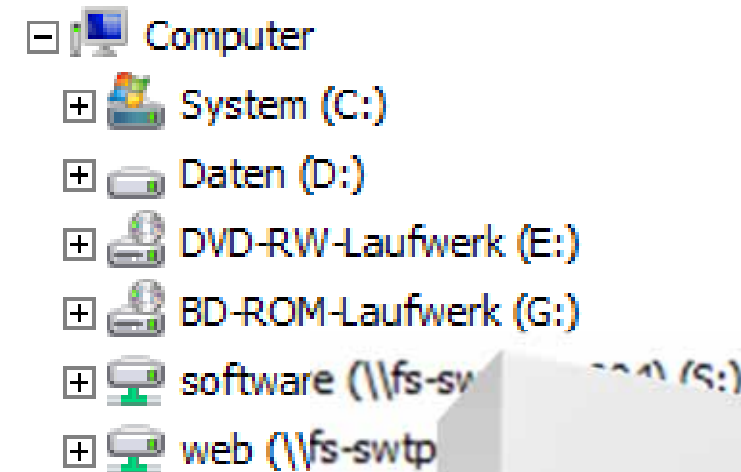 Computer
System (C:)
Daten (D:)
DVD-RW-Laufwerk (E:)
BD-ROM-Laufwerk (G:)
software (\\fs-sw (S:)
web (\\fs-swtp